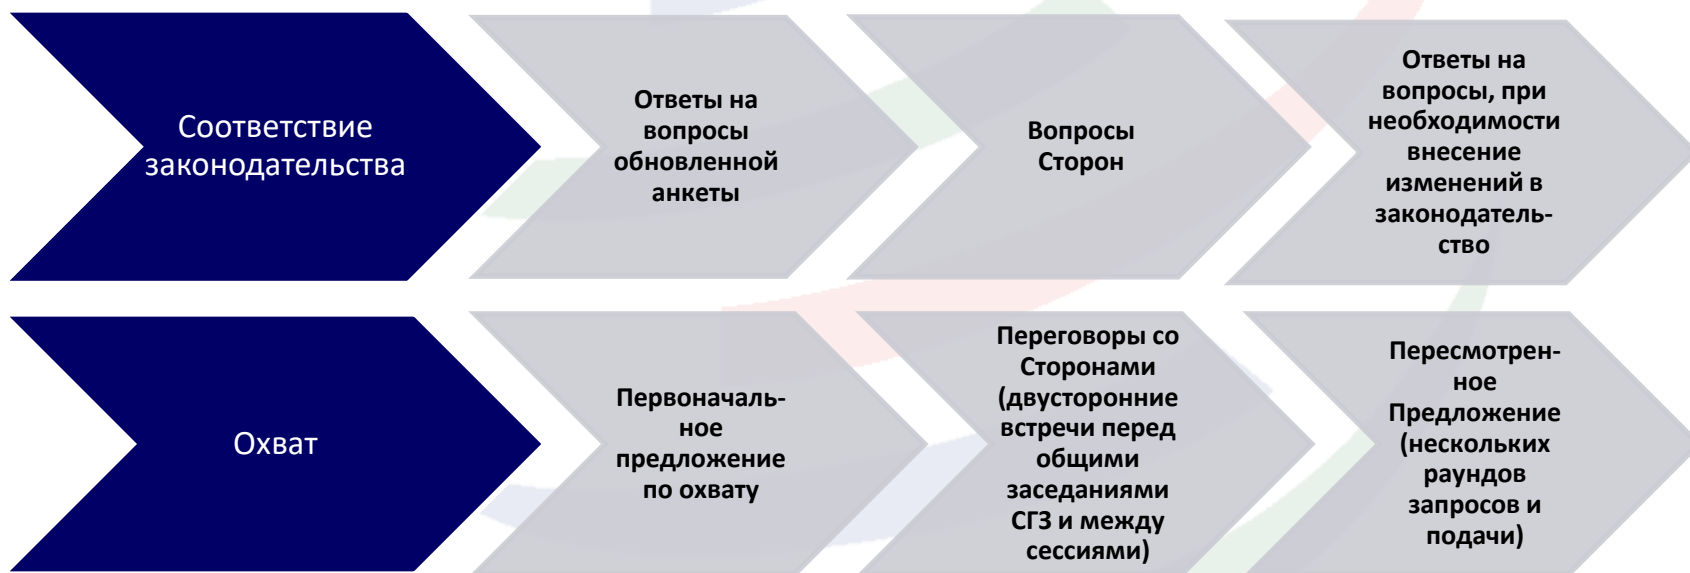 Соответствие
законодательства
Ответы на
вопросы
обновленной
анкеты
Вопросы
Сторон
Ответы на
вопросы, при
необходимости
внесение
изменений в
законодатель-
ство
Охват
Первоначаль-
ное
предложение
по охвату
Переговоры со
Сторонами
(двусторонние
встречи перед
общими
заседаниями
СГЗ и между
сессиями)
Пересмотрен-
ное
Предложение
(нескольких
раундов
запросов и
подачи)